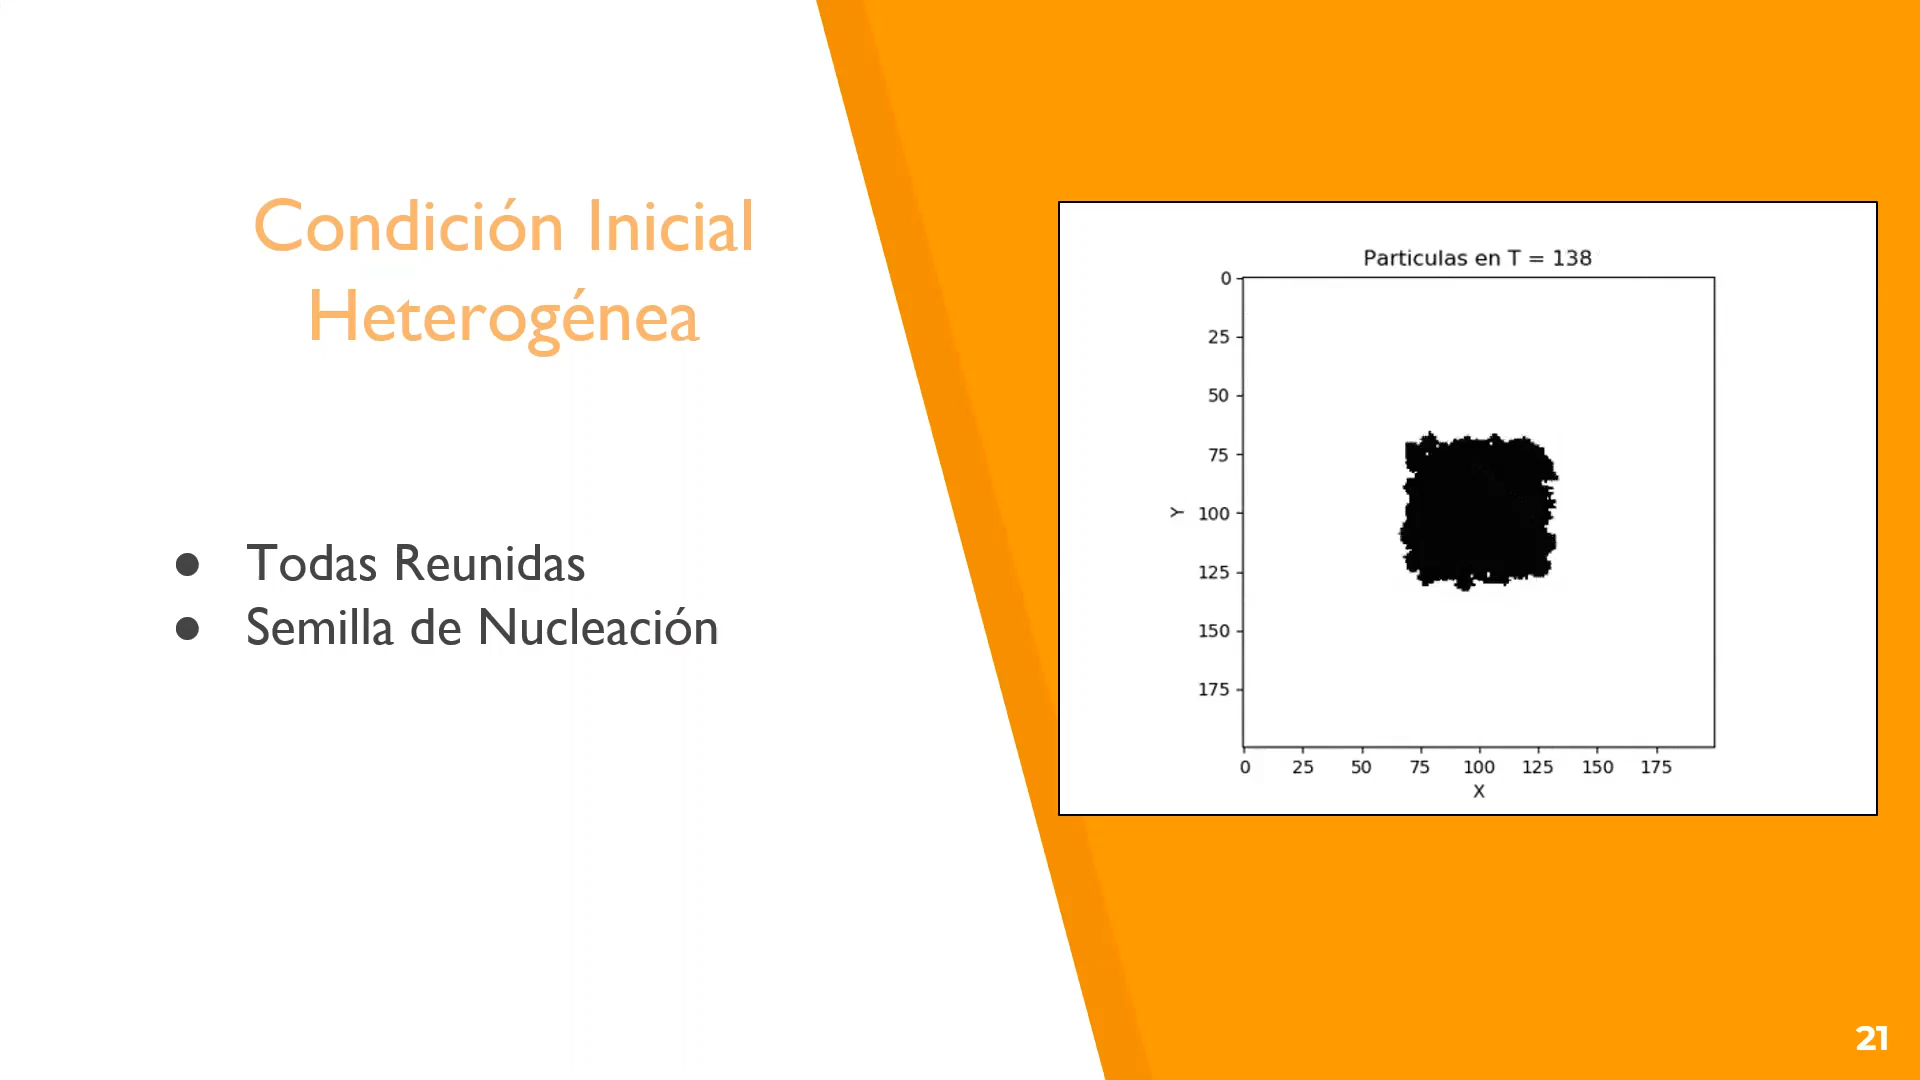 Condición Inicial
Heterogénea
● Todas Reunidas
● Semilla de Nucleación
Particulas en T = 138
0
25
50
75
100
125
150
175
Y
0 25 50 75 100 125 150 175
X
21